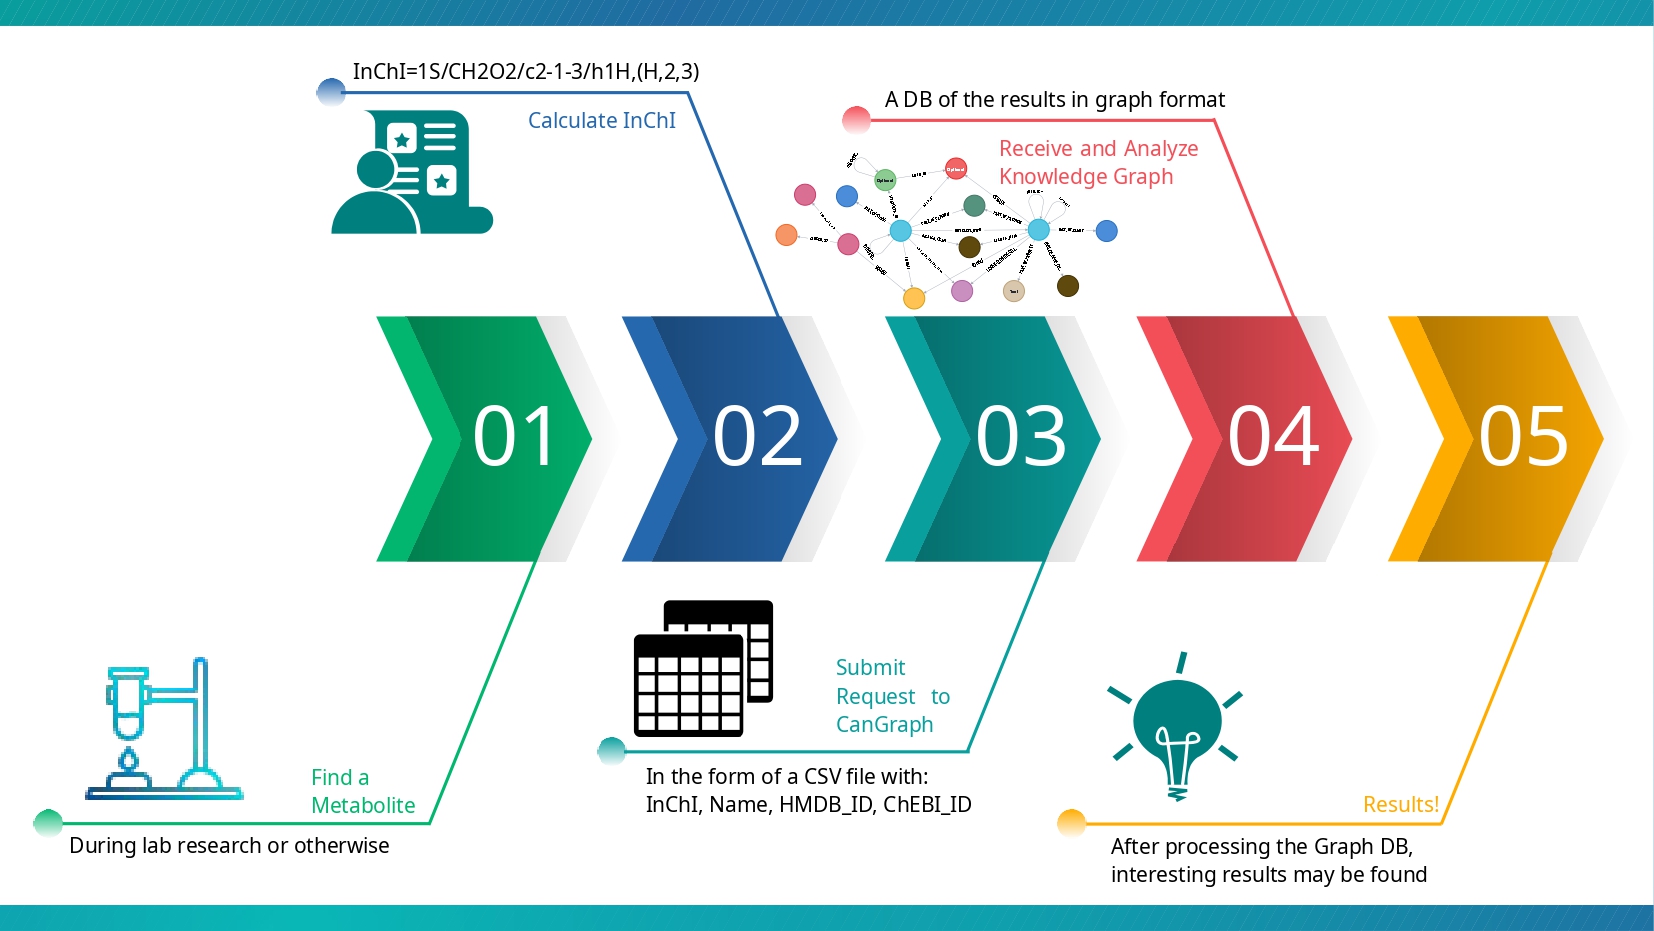 InChI=1S/CH2O2/c2-1-3/h1H,(H,2,3)
Calculate InChI
A DB of the results in graph format
Receive and Analyze
Knowledge Graph
01
02
03
04
05
Find a
Metabolite
During lab research or otherwise
Submit
Request to
CanGraph
In the form of a CSV file with:
InChI, Name, HMDB_ID, ChEBI_ID
Results!
After processing the Graph DB,
interesting results may be found